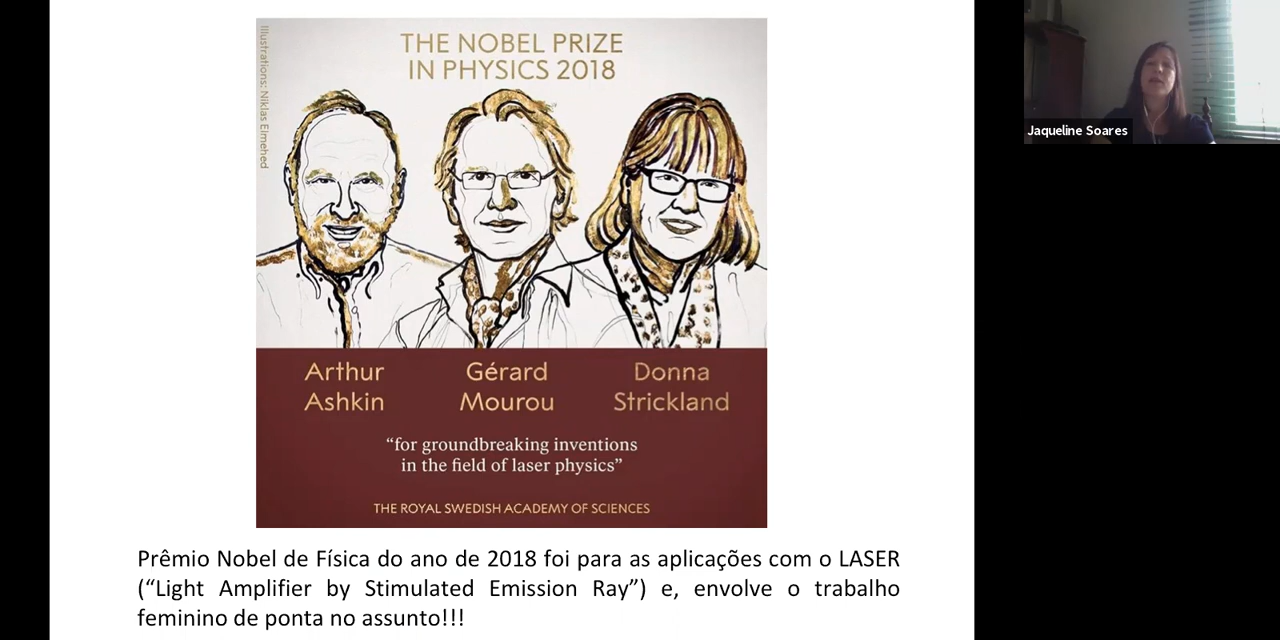 Illustrations: Niklas Elmehed
THE NOBEL PRIZE
IN PHYSICS 2018
Arthur
Ashkin
Gérard
Mourou
Donna
Strickland
“for groundbreaking inventions
in the field of laser physics”
THE ROYAL SWEDISH ACADEMY OF SCIENCES
Prêmio Nobel de Física do ano de 2018 foi para as aplicações com o LASER
(“Light Amplifier by Stimulated Emission Ray”) e, envolve o trabalho
feminino de ponta no assunto!!!
Jaqueline Soares